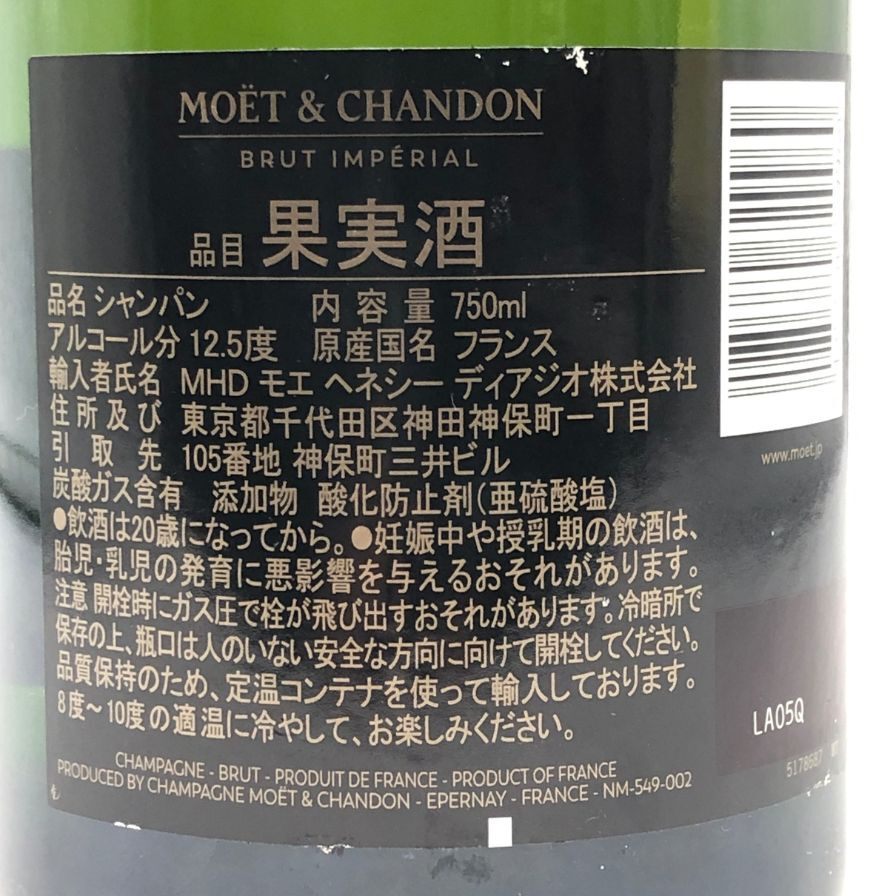 MOËT & CHANDON
BRUT IMPÉRIAL
品目 果実酒
品名 シャンパン 内容量 750ml
アルコール分 12.5度 原産国名 フランス
輸入者氏名 MHD モエ ヘネシー ディアジオ株式会社
住所及び 東京都千代田区神田神保町一丁目
引取先 105番地 神保町三井ビル
炭酸ガス含有 添加物 酸化防止剤(亜硫酸塩)
●飲酒は20歳になってから。●妊娠中や授乳期の飲酒は、
胎児・乳児の発育に悪影響を与えるおそれがあります。
注意 開栓時にガス圧で栓が飛び出すおそれがあります。冷暗所で
保存の上、瓶口は人のいない安全な方向に向けて開栓してください。
品質保持のため、定温コンテナを使って輸入しております。
8度~10度の適温に冷やして、お楽しみください。
CHAMPAGNE - BRUT - PRODUIT DE FRANCE - PRODUCT OF FRANCE
PRODUCED BY CHAMPAGNE MOËT & CHANDON - EPERNAY - FRANCE - NM-549-002
www.moet.jp
LA05Q
5178687